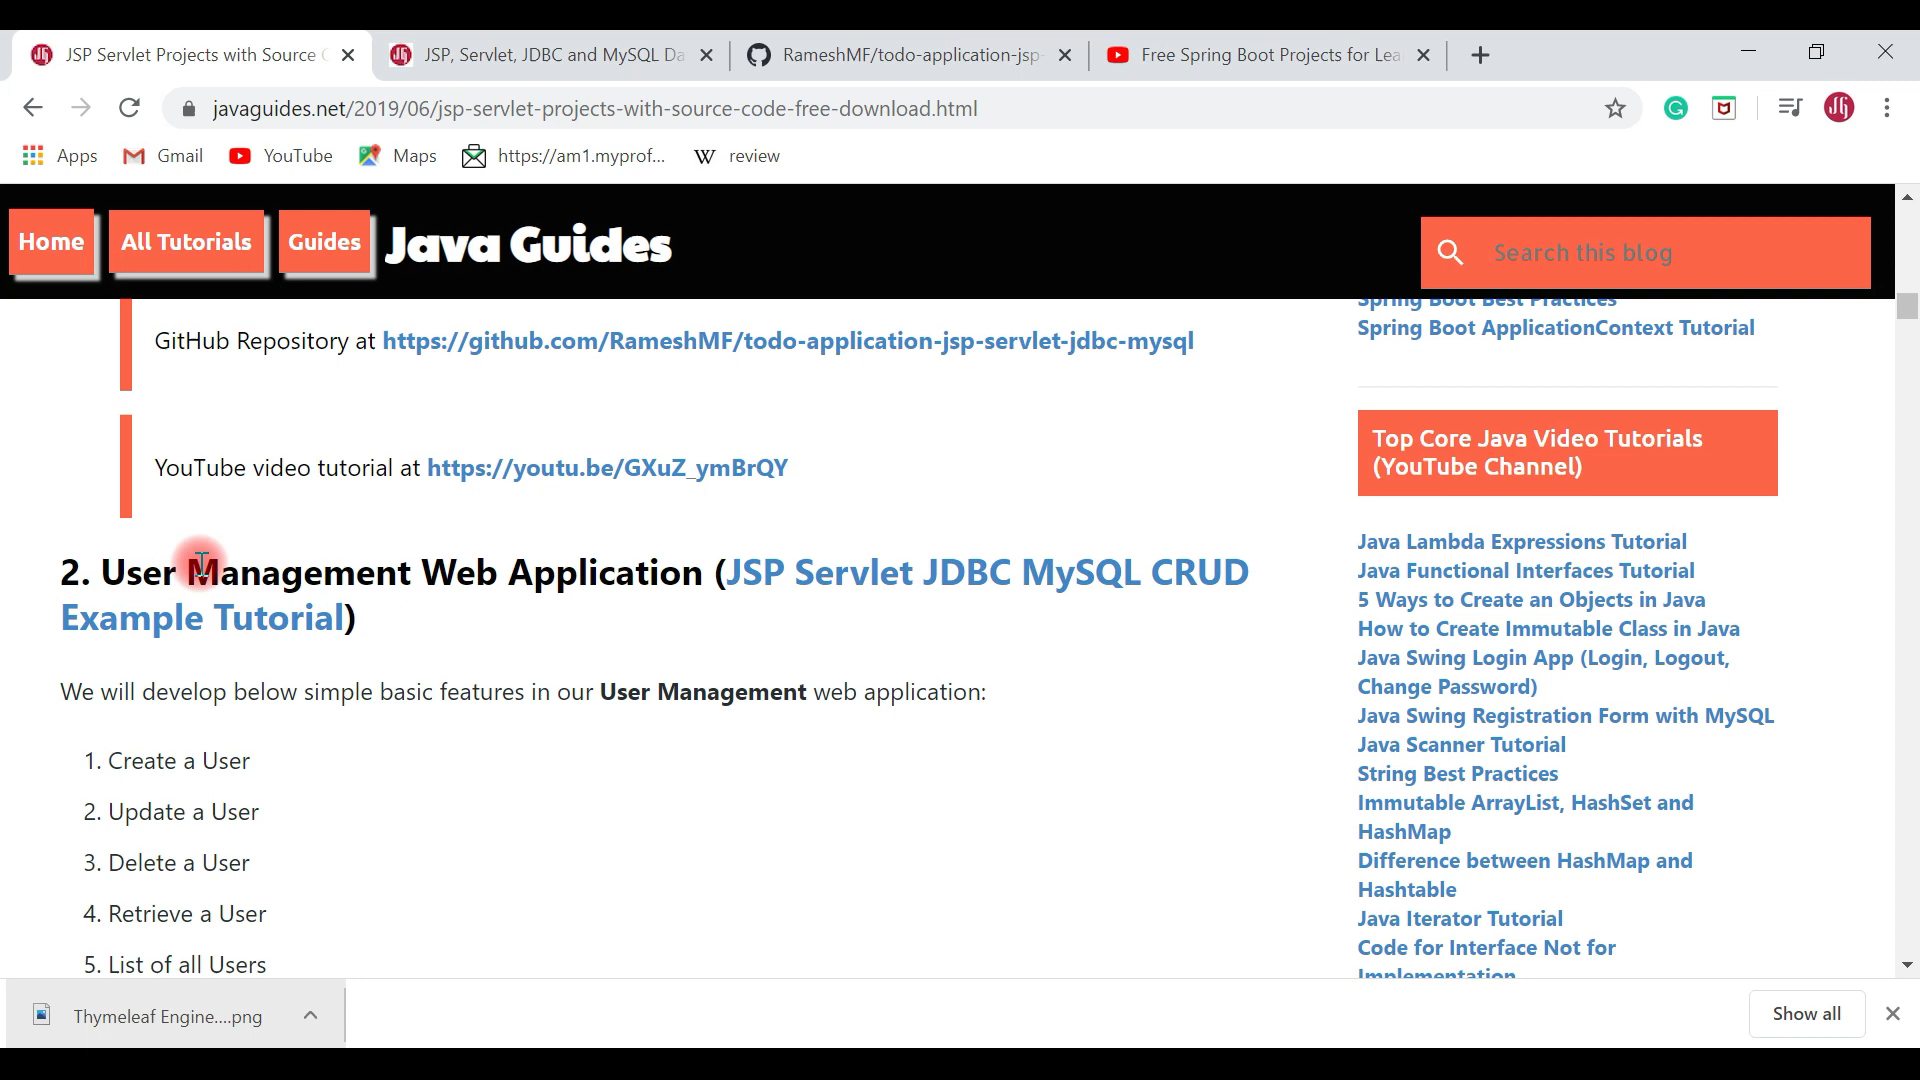 JSP Servlet Projects with Source
JSP, Servlet, JDBC and MySQL Da
RameshMF/todo-application-jsp-
Free Spring Boot Projects for Lea
javaguides.net/2019/06/jsp-servlet-projects-with-source-code-free-download.html
Apps
Gmail
YouTube
Maps
https://am1.myprof...
W review
Home
All Tutorials
Guides
Java Guides
Search this blog
GitHub Repository at https://github.com/RameshMF/todo-application-jsp-servlet-jdbc-mysql
YouTube video tutorial at https://youtu.be/GXuZ_ymBrQY
2. User Management Web Application (JSP Servlet JDBC MySQL CRUD
Example Tutorial)
We will develop below simple basic features in our User Management web application:
1. Create a User
2. Update a User
3. Delete a User
4. Retrieve a User
5. List of all Users
Spring Boot Best Practices
Spring Boot ApplicationContext Tutorial
Top Core Java Video Tutorials
(YouTube Channel)
Java Lambda Expressions Tutorial
Java Functional Interfaces Tutorial
5 Ways to Create an Objects in Java
How to Create Immutable Class in Java
Java Swing Login App (Login, Logout,
Change Password)
Java Swing Registration Form with MySQL
Java Scanner Tutorial
String Best Practices
Immutable ArrayList, HashSet and
HashMap
Difference between HashMap and
Hashtable
Java Iterator Tutorial
Code for Interface Not for
Implementation
Thymeleaf Engine....png
Show all